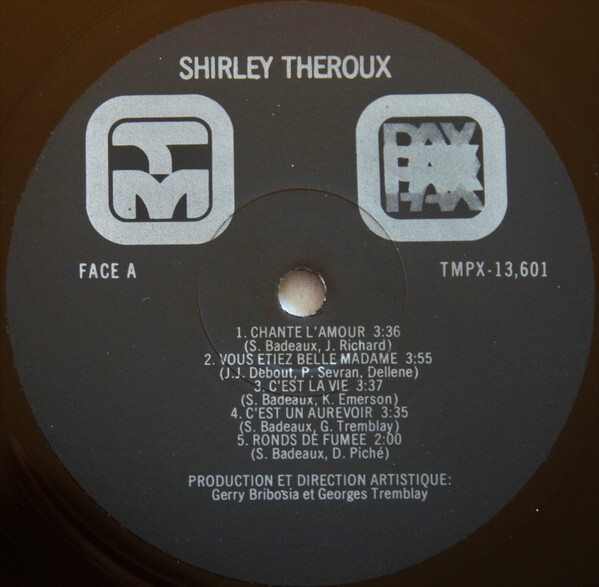 SHIRLEY THEROUX
TM
PAX
FACE A
TMPX-13,601
1. CHANTE L'AMOUR 3:36
(S. Badeaux, J. Richard)
2. VOUS ETIEZ BELLE MADAME 3:55
(J.J. Debout, P. Sevran, Dellene)
3. C'EST LA VIE 3:37
(S. Badeaux, K. Emerson)
4. C'EST UN AUREVOIR 3:35
(S. Badeaux, G. Tremblay)
5. RONDS DE FUMEE 2:00
(S. Badeaux, D. Piché)
PRODUCTION ET DIRECTION ARTISTIQUE:
Gerry Bribosia et Georges Tremblay